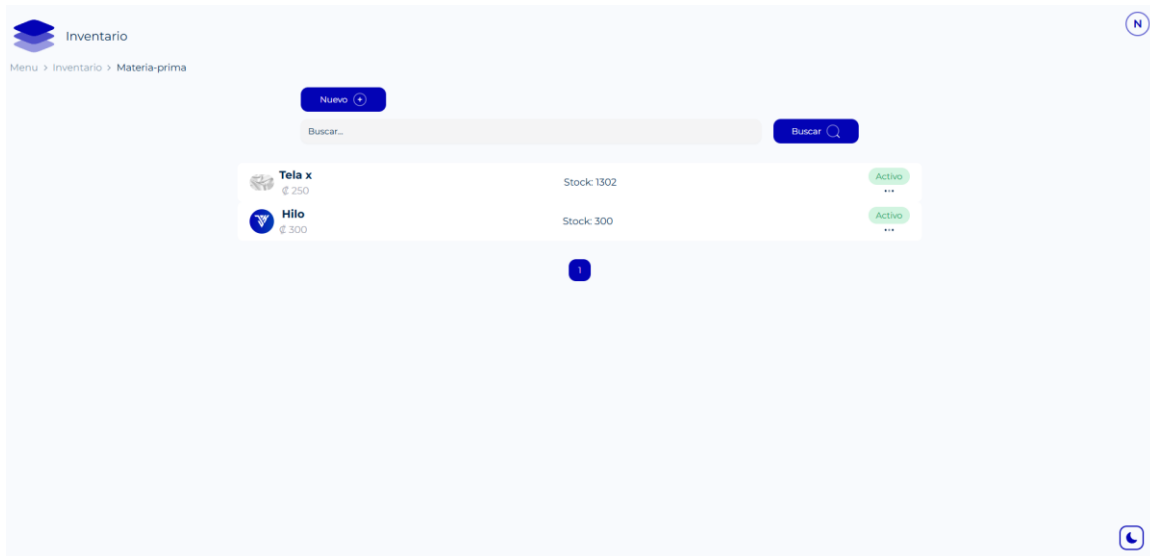 Inventario
N
Menu > Inventario > Materia-prima
Nuevo
Buscar...
Buscar
Tela x
₡ 250
Stock: 1302
Activo
Hilo
₡ 300
Stock: 300
Activo
1